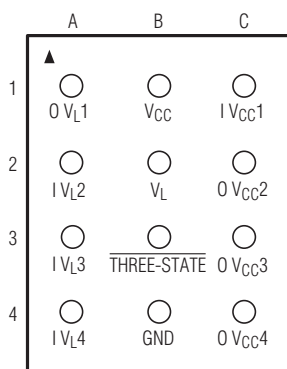 A B C
1
O VL1 VCC I VCC1
2
I VL2 VL O VCC2
3
I VL3 THREE-STATE O VCC3
4
I VL4 GND O VCC4